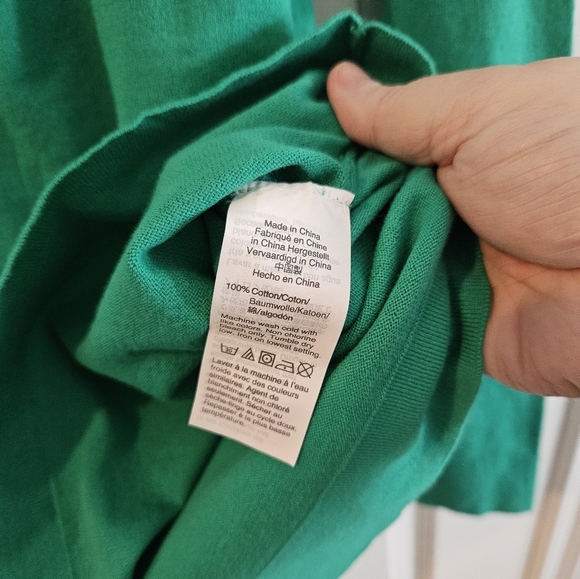 Made in China
Fabriqué en Chine
in China Hergestellt
Vervaardigd in China
中国製
Hecho en China
100% Cotton/Coton/
Baumwolle/Katoen/
綿/algodón
Machine wash cold with
like colors. Non chlorine
bleach only. Tumble dry
low. Iron on lowest setting.
Laver à la machine à l'eau
froide avec des couleurs
similaires. Agent de
blanchiment non chloré
seulement. Sécher au
sèche-linge au cycle doux.
Repasser à la plus basse
température.